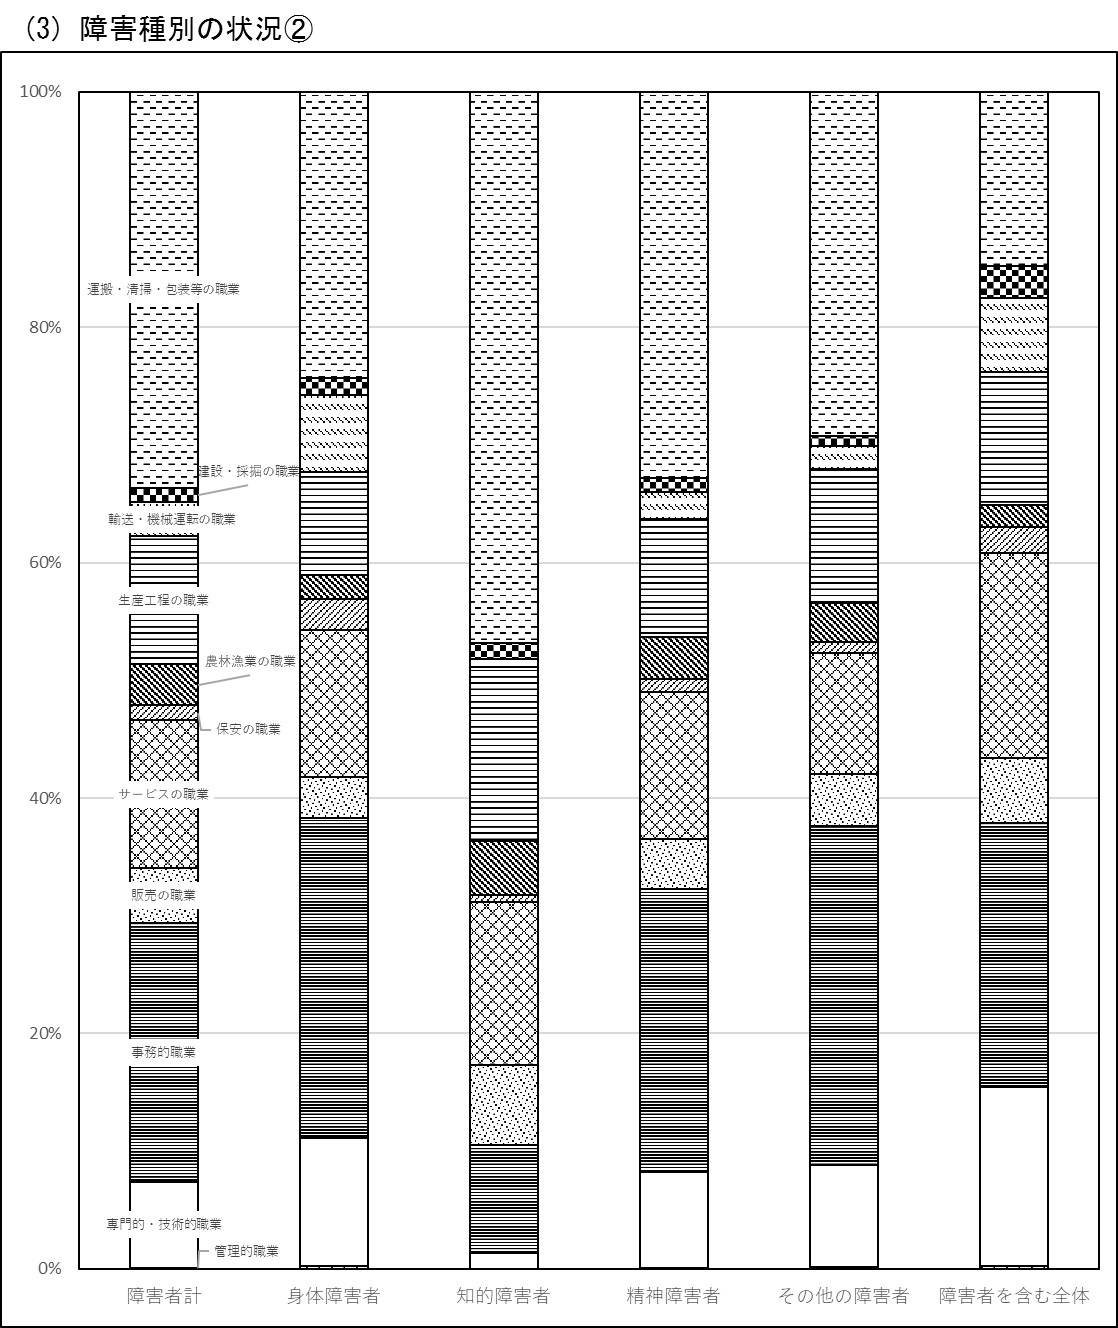 （3）障害種別の状況②
100%
運搬・清掃・包装等の職業
80%
建設・採掘の職業
輸送・機械運転の職業
60%
生産工程の職業
農林漁業の職業
保安の職業
サービスの職業
40%
販売の職業
20%
事務的職業
専門的・技術的職業
管理的職業
0%
障害者計 身体障害者 知的障害者 精神障害者 その他の障害者 障害者を含む全体